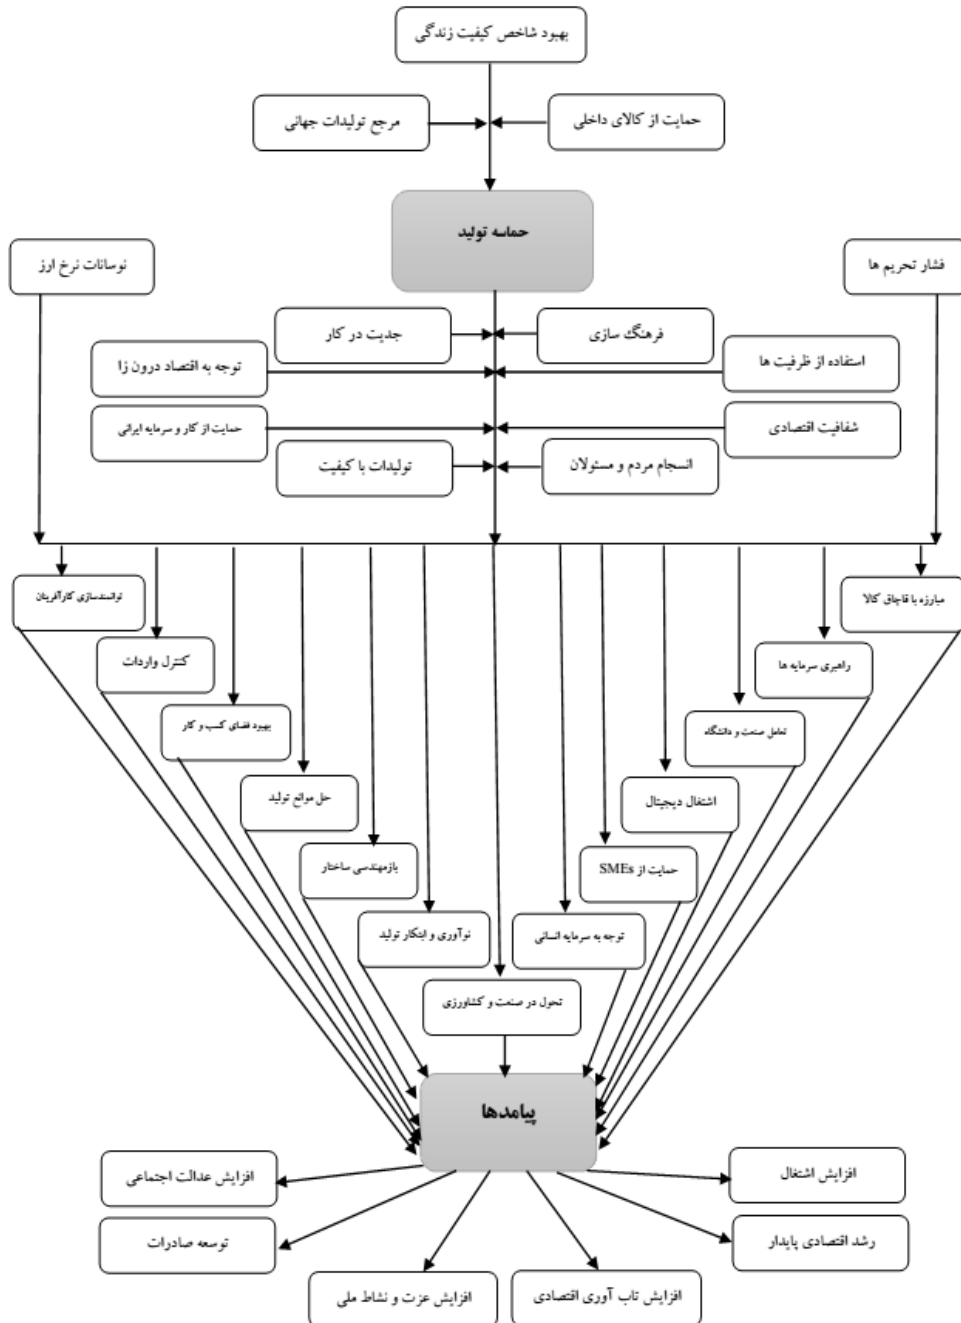 بهبود شاخص کیفیت زندگی
حمایت از کالای داخلی
مرجع تولیدات جهانی
حماسه تولید
فشار تحریم ها
نوسانات نرخ ارز
فرهنگ سازی
جدیت در کار
استفاده از ظرفیت ها
توجه به اقتصاد درون زا
شفافیت اقتصادی
حمایت از کار و سرمایه ایرانی
انسجام مردم و مسئولان
تولیدات با کیفیت
مبارزه با قاچاق کالا
توانمندسازی کارآفرینان
راهبری سرمایه ها
کنترل واردات
تعامل صنعت و دانشگاه
بهبود فضای کسب و کار
اشتغال دیجیتال
حل موانع تولید
حمایت از SMEs
بازمهندسی ساختار
توجه به سرمایه انسانی
نوآوری و ابتکار تولید
تحول در صنعت و کشاورزی
پیامدها
افزایش اشتغال
افزایش عدالت اجتماعی
رشد اقتصادی پایدار
توسعه صادرات
افزایش تاب آوری اقتصادی
افزایش عزت و نشاط ملی